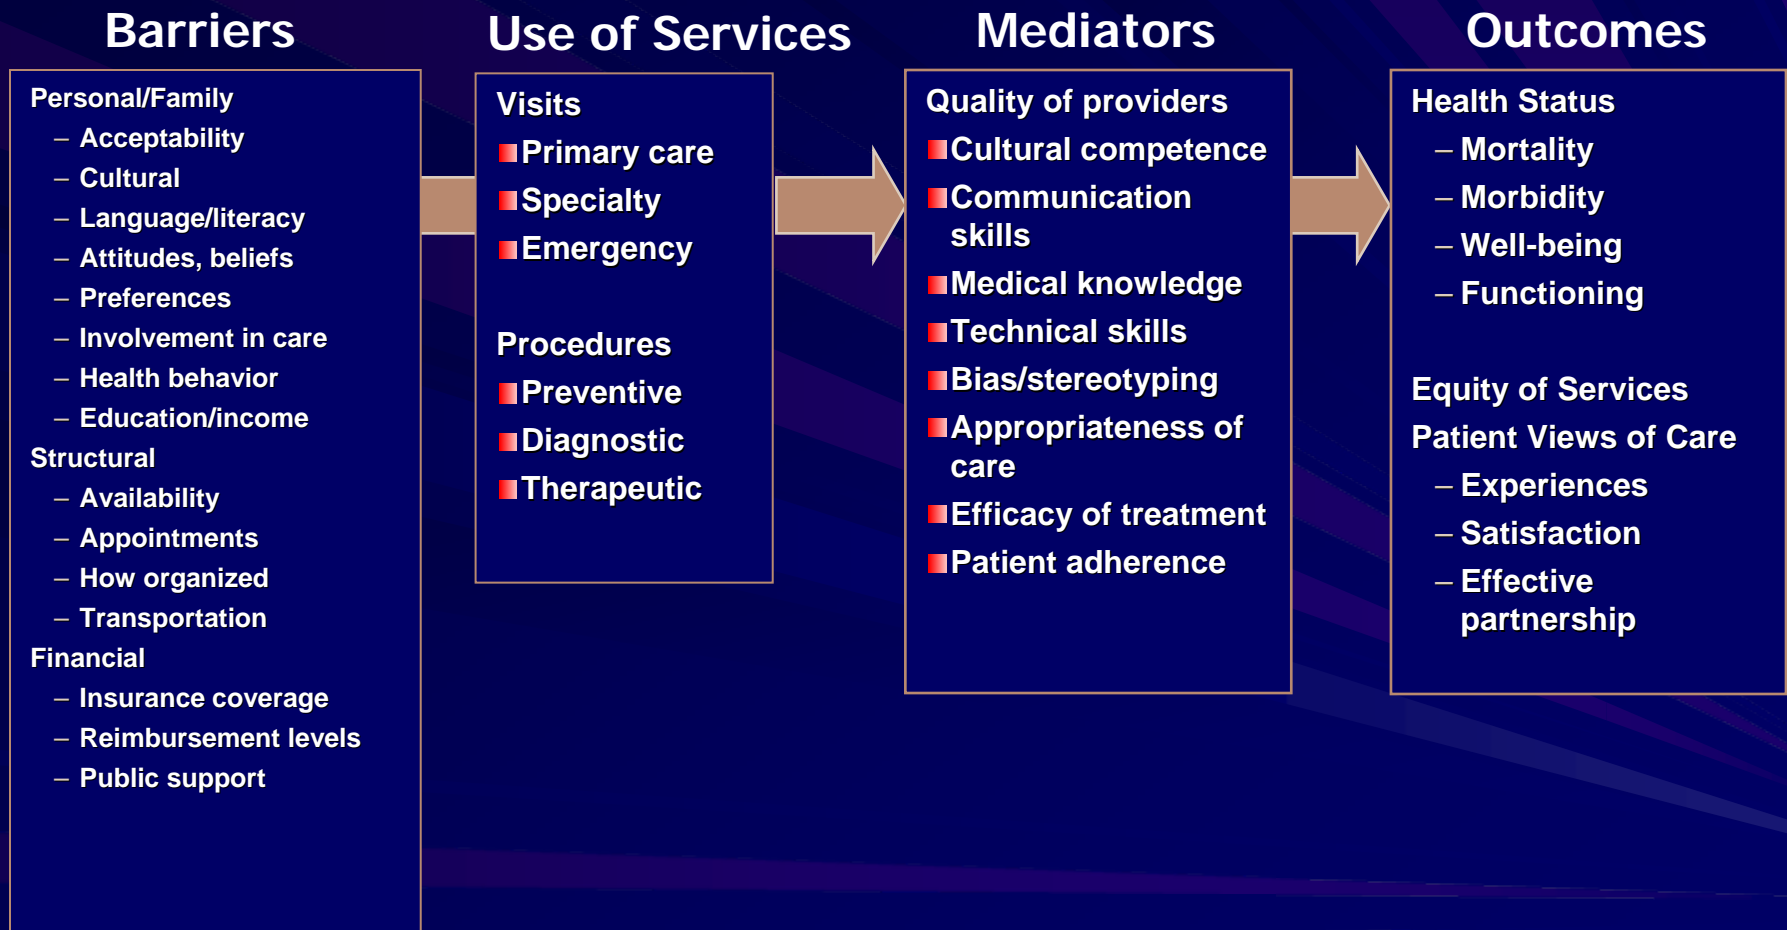 Barriers
Personal/Family
– Acceptability
– Cultural
– Language/literacy
– Attitudes, beliefs
– Preferences
– Involvement in care
– Health behavior
– Education/income
Structural
– Availability
– Appointments
– How organized
– Transportation
Financial
– Insurance coverage
– Reimbursement levels
– Public support
Use of Services
Visits
Primary care
Specialty
Emergency
Procedures
Preventive
Diagnostic
Therapeutic
Mediators
Quality of providers
Cultural competence
Communication
skills
Medical knowledge
Technical skills
Bias/stereotyping
Appropriateness of
care
Efficacy of treatment
Patient adherence
Outcomes
Health Status
– Mortality
– Morbidity
– Well-being
– Functioning
Equity of Services
Patient Views of Care
– Experiences
– Satisfaction
– Effective
partnership